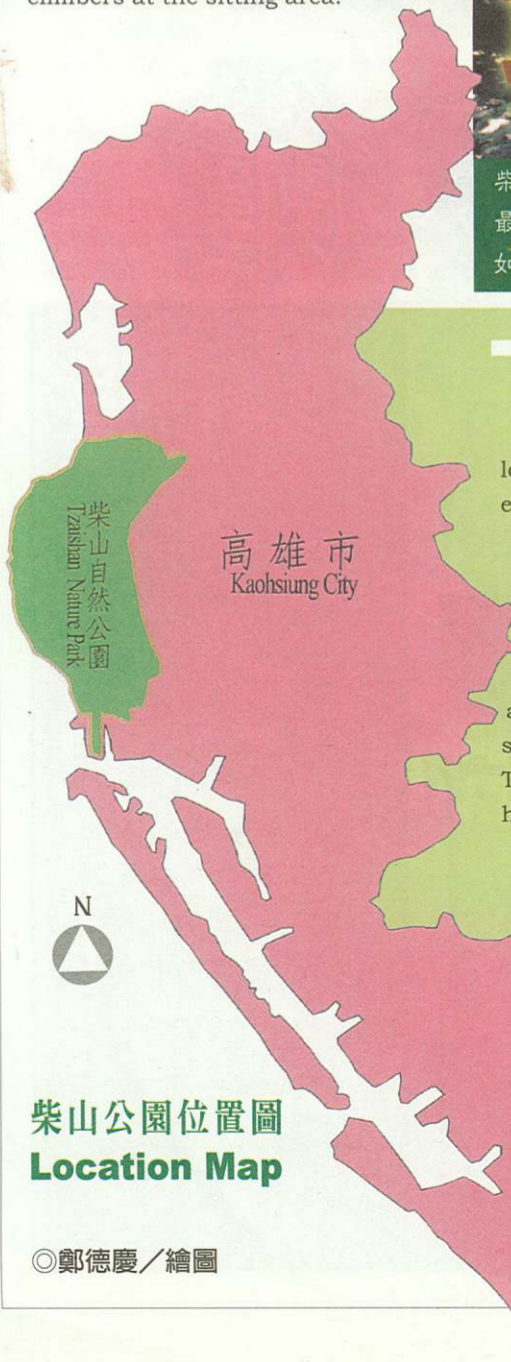 climbers at the sitting area.
柴
最
如
柴山自然公園
Tzaishan Nature Park
高雄市
Kaohsiung City
N
柴山公園位置圖
Location Map
◎鄭德慶／繪圖